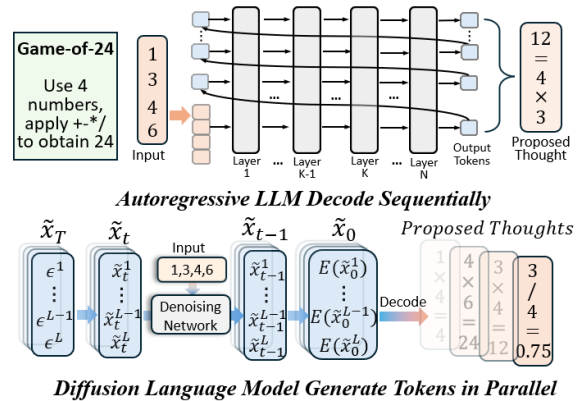 Game-of-24
Use 4
numbers,
apply +-*/
to obtain 24
1
3
4
6
Input
Layer
1
...
Layer
K-1
Layer
K
...
Layer
N
Output
Tokens
12
=
4
×
3
Proposed
Thought
Autoregressive LLM Decode Sequentially
x̃_T
x̃_t
x̃_{t−1}
x̃_0
Proposed Thoughts
ϵ^1
⋮
ϵ^{L−1}
ϵ^L
x̃_t^1
⋮
x̃_t^{L−1}
x̃_t^L
Input
1,3,4,6
Denoising
Network
x̃_{t−1}^1
⋮
x̃_{t−1}^{L−1}
x̃_{t−1}^L
E(x̃_0^1)
⋮
E(x̃_0^{L−1})
E(x̃_0^L)
Decode
1
×
4
=
4
4
×
6
=
24
3
×
4
=
12
3
/
4
=
0.75
Diffusion Language Model Generate Tokens in Parallel